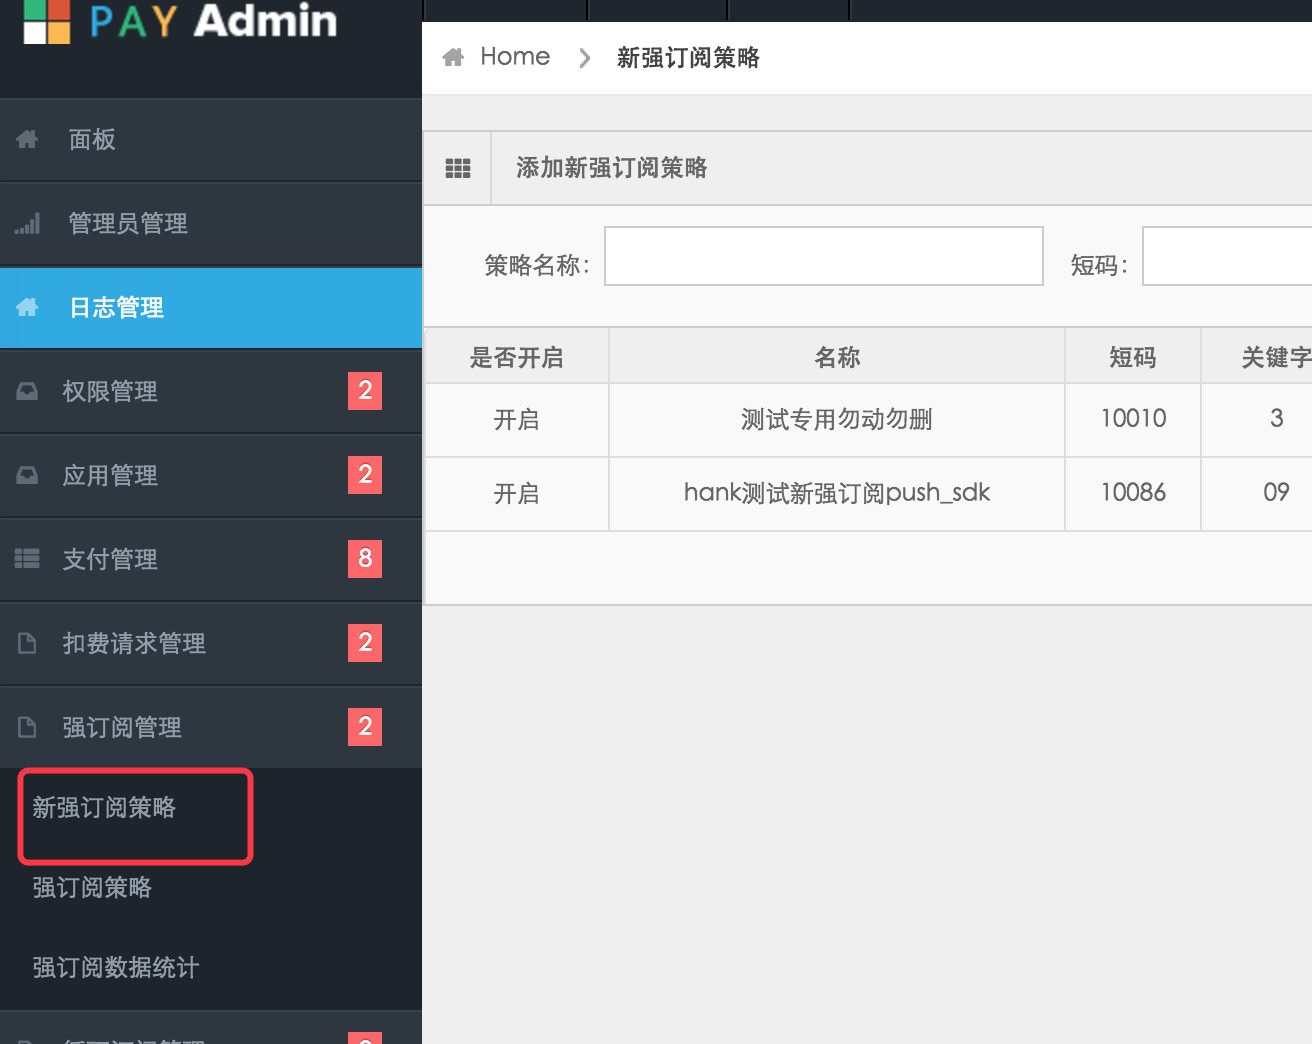 PAY Admin
Home
新强订阅策略
面板
管理员管理
日志管理
权限管理 2
应用管理 2
支付管理 8
扣费请求管理 2
强订阅管理 2
新强订阅策略
强订阅策略
强订阅数据统计
添加新强订阅策略
策略名称: 短码:
是否开启 名称 短码 关键字
开启 测试专用勿动勿删 10010 3
开启 hank测试新强订阅push_sdk 10086 09